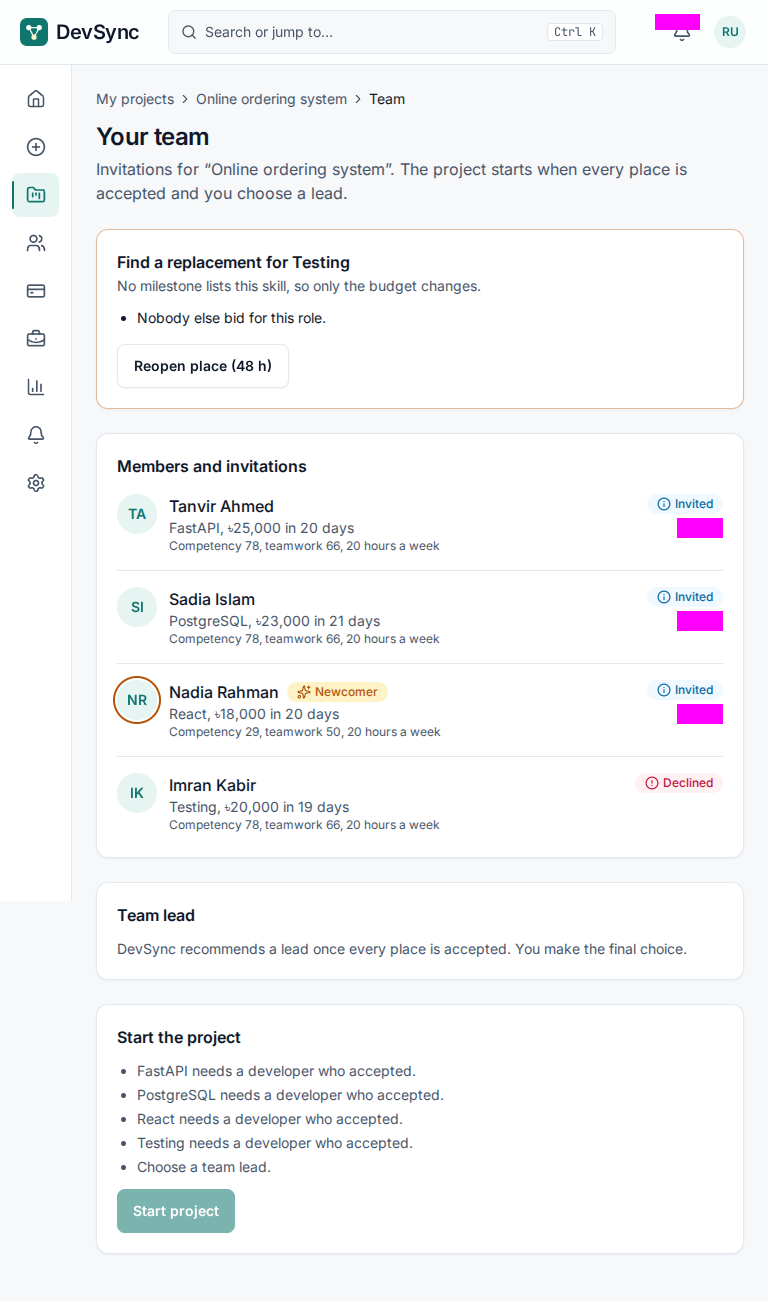 DevSync
Search or jump to...
Ctrl K
RU
My projects > Online ordering system > Team
Your team
Invitations for “Online ordering system”. The project starts when every place is
accepted and you choose a lead.
Find a replacement for Testing
No milestone lists this skill, so only the budget changes.
• Nobody else bid for this role.
Reopen place (48 h)
Members and invitations
TA
Tanvir Ahmed
Invited
FastAPI, ৳25,000 in 20 days
Competency 78, teamwork 66, 20 hours a week
SI
Sadia Islam
Invited
PostgreSQL, ৳23,000 in 21 days
Competency 78, teamwork 66, 20 hours a week
NR
Nadia Rahman
Newcomer
Invited
React, ৳18,000 in 20 days
Competency 29, teamwork 50, 20 hours a week
IK
Imran Kabir
Declined
Testing, ৳20,000 in 19 days
Competency 78, teamwork 66, 20 hours a week
Team lead
DevSync recommends a lead once every place is accepted. You make the final choice.
Start the project
• FastAPI needs a developer who accepted.
• PostgreSQL needs a developer who accepted.
• React needs a developer who accepted.
• Testing needs a developer who accepted.
• Choose a team lead.
Start project